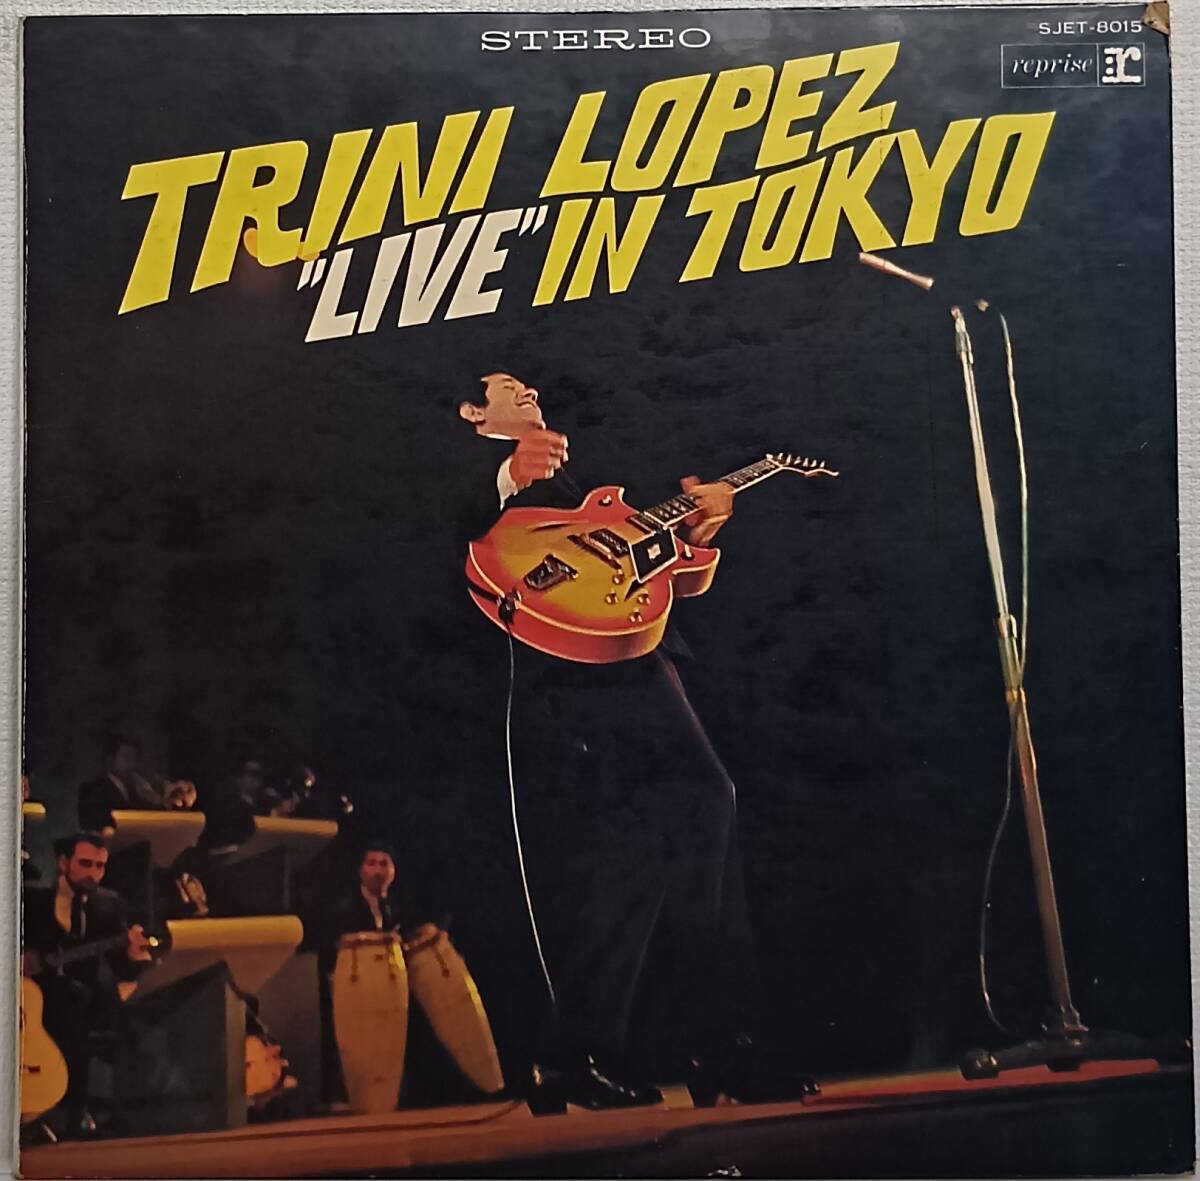 STEREO
SJET-8015
reprise r
TRINI LOPEZ
"LIVE" IN TOKYO